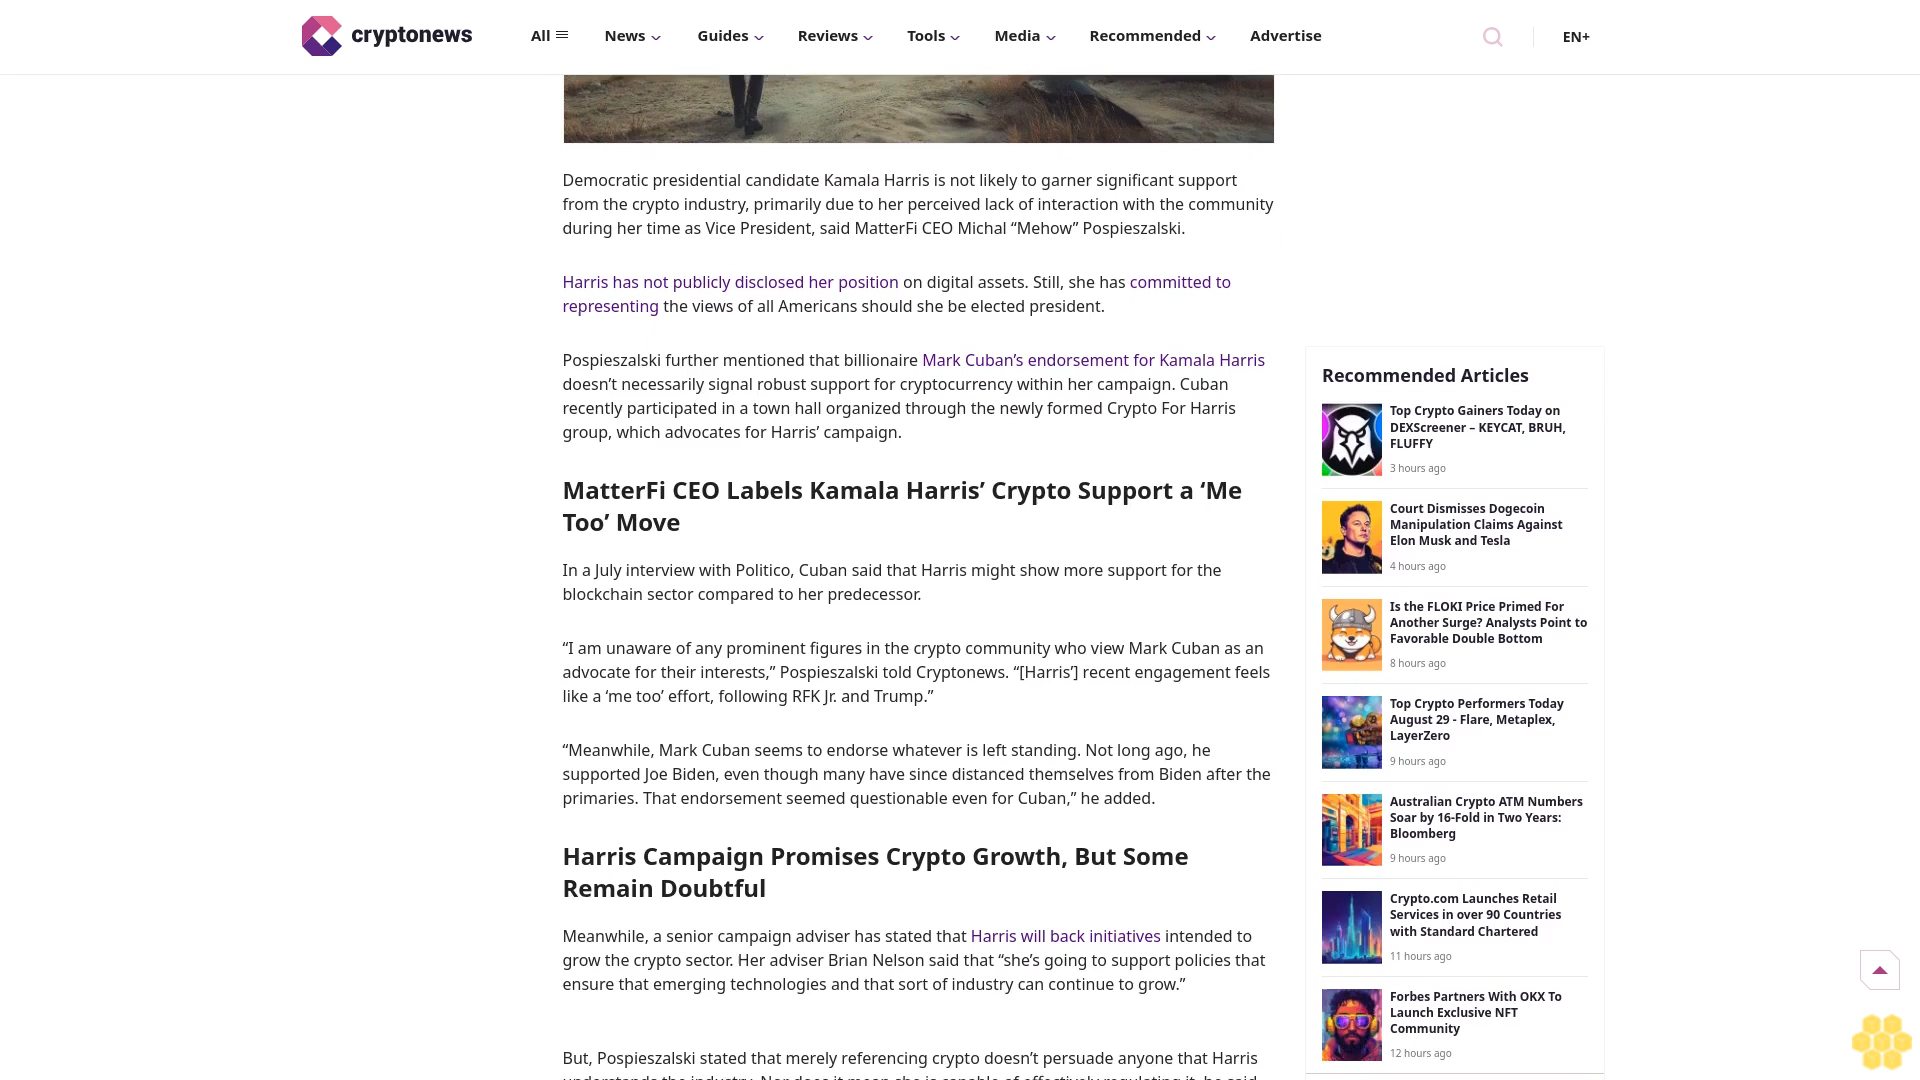 cryptonews
All
News
Guides
Reviews
Tools
Media
Recommended
Advertise
EN+
Democratic presidential candidate Kamala Harris is not likely to garner significant support
from the crypto industry, primarily due to her perceived lack of interaction with the community
during her time as Vice President, said MatterFi CEO Michal “Mehow” Pospieszalski.
Harris has not publicly disclosed her position on digital assets. Still, she has committed to
representing the views of all Americans should she be elected president.
Pospieszalski further mentioned that billionaire Mark Cuban’s endorsement for Kamala Harris
doesn’t necessarily signal robust support for cryptocurrency within her campaign. Cuban
recently participated in a town hall organized through the newly formed Crypto For Harris
group, which advocates for Harris’ campaign.
MatterFi CEO Labels Kamala Harris’ Crypto Support a ‘Me
Too’ Move
In a July interview with Politico, Cuban said that Harris might show more support for the
blockchain sector compared to her predecessor.
“I am unaware of any prominent figures in the crypto community who view Mark Cuban as an
advocate for their interests,” Pospieszalski told Cryptonews. “[Harris’] recent engagement feels
like a ‘me too’ effort, following RFK Jr. and Trump.”
“Meanwhile, Mark Cuban seems to endorse whatever is left standing. Not long ago, he
supported Joe Biden, even though many have since distanced themselves from Biden after the
primaries. That endorsement seemed questionable even for Cuban,” he added.
Harris Campaign Promises Crypto Growth, But Some
Remain Doubtful
Meanwhile, a senior campaign adviser has stated that Harris will back initiatives intended to
grow the crypto sector. Her adviser Brian Nelson said that “she’s going to support policies that
ensure that emerging technologies and that sort of industry can continue to grow.”
But, Pospieszalski stated that merely referencing crypto doesn’t persuade anyone that Harris
understands the industry. Nor does it mean she is capable of effectively regulating it, he said.
Recommended Articles
Top Crypto Gainers Today on
DEXScreener – KEYCAT, BRUH,
FLUFFY
3 hours ago
Court Dismisses Dogecoin
Manipulation Claims Against
Elon Musk and Tesla
4 hours ago
Is the FLOKI Price Primed For
Another Surge? Analysts Point to
Favorable Double Bottom
8 hours ago
Top Crypto Performers Today
August 29 - Flare, Metaplex,
LayerZero
9 hours ago
Australian Crypto ATM Numbers
Soar by 16-Fold in Two Years:
Bloomberg
9 hours ago
Crypto.com Launches Retail
Services in over 90 Countries
with Standard Chartered
11 hours ago
Forbes Partners With OKX To
Launch Exclusive NFT
Community
12 hours ago